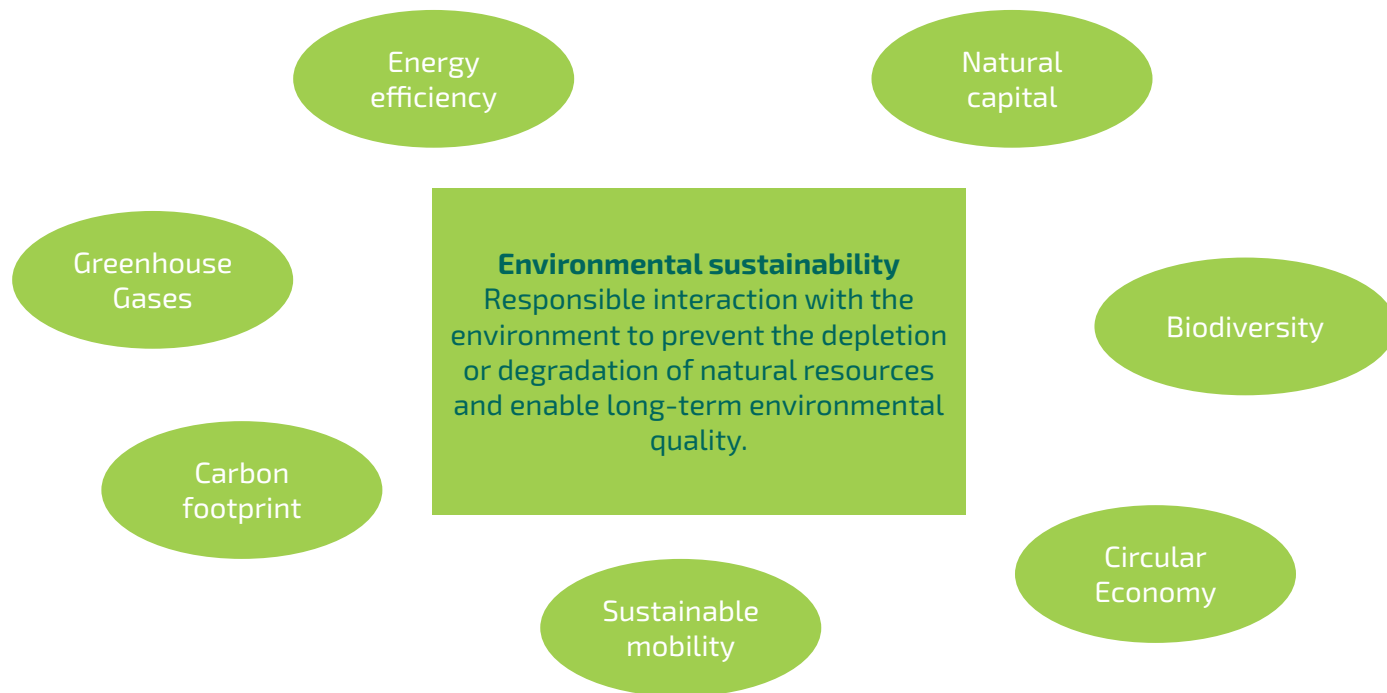 Energy
efficiency
Natural
capital
Environmental sustainability
Responsible interaction with the
environment to prevent the depletion
or degradation of natural resources
and enable long-term environmental
quality.
Greenhouse
Gases
Biodiversity
Carbon
footprint
Circular
Economy
Sustainable
mobility